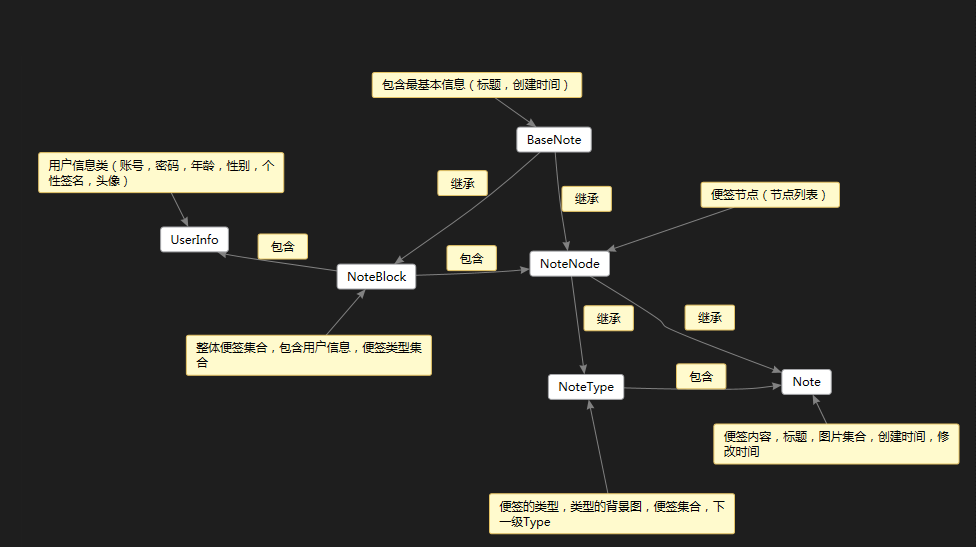 包含最基本信息（标题，创建时间）
BaseNote
用户信息类（账号，密码，年龄，性别，个
性签名，头像）
继承
继承
便签节点（节点列表）
UserInfo
包含
包含
NoteBlock
NoteNode
继承
继承
整体便签集合，包含用户信息，便签类型集
合
NoteType
包含
Note
便签内容，标题，图片集合，创建时间，修
改时间
便签的类型，类型的背景图，便签集合，下
一级Type